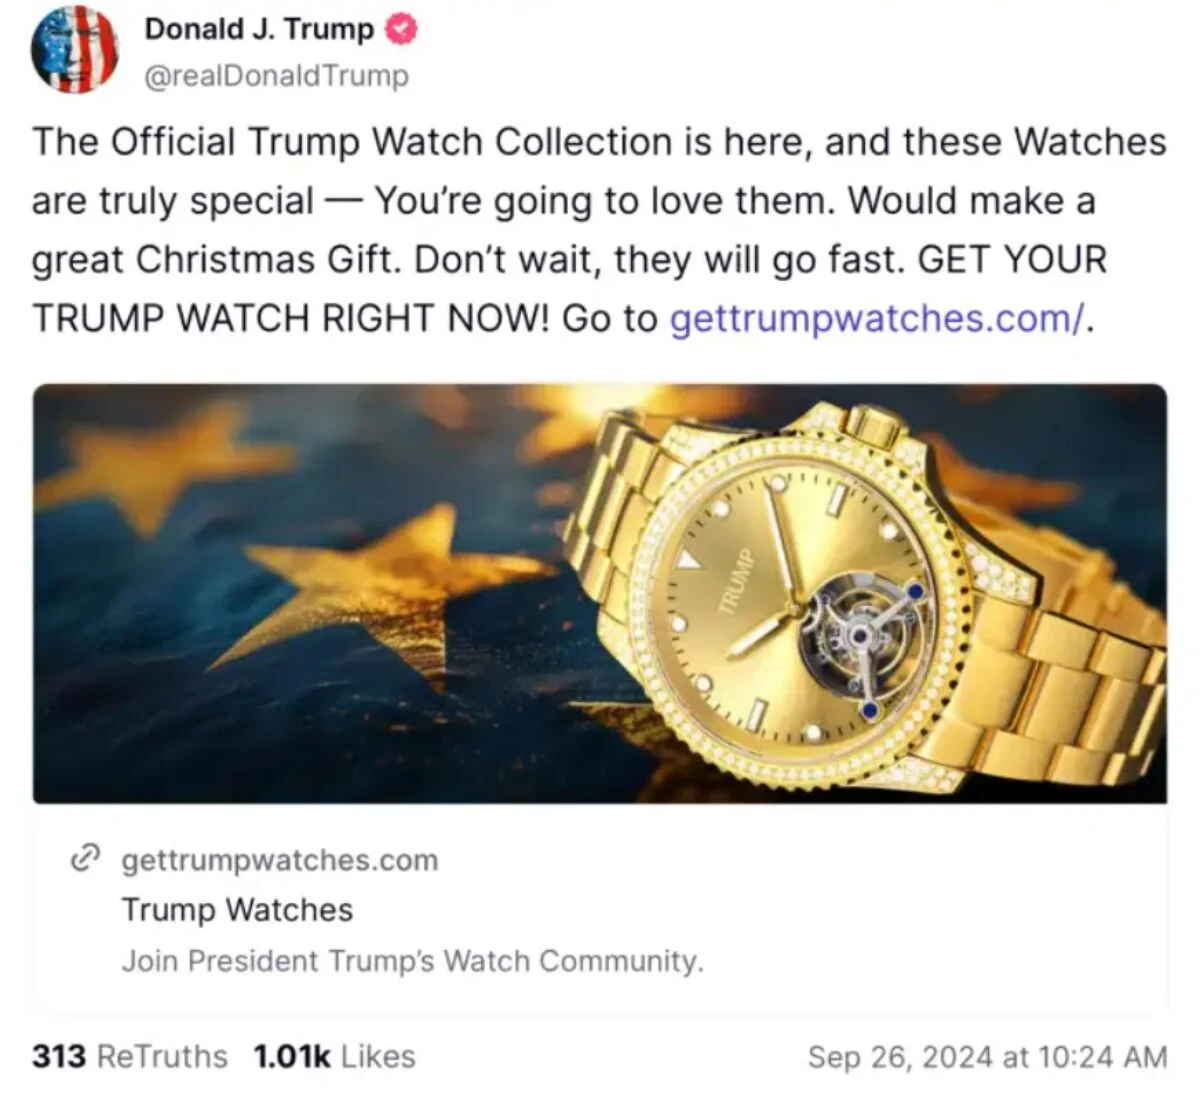 Donald J. Trump
@realDonaldTrump
The Official Trump Watch Collection is here, and these Watches
are truly special — You’re going to love them. Would make a
great Christmas Gift. Don’t wait, they will go fast. GET YOUR
TRUMP WATCH RIGHT NOW! Go to gettrumpwatches.com/.
TRUMP
gettrumpwatches.com
Trump Watches
Join President Trump’s Watch Community.
313 ReTruths 1.01k Likes Sep 26, 2024 at 10:24 AM